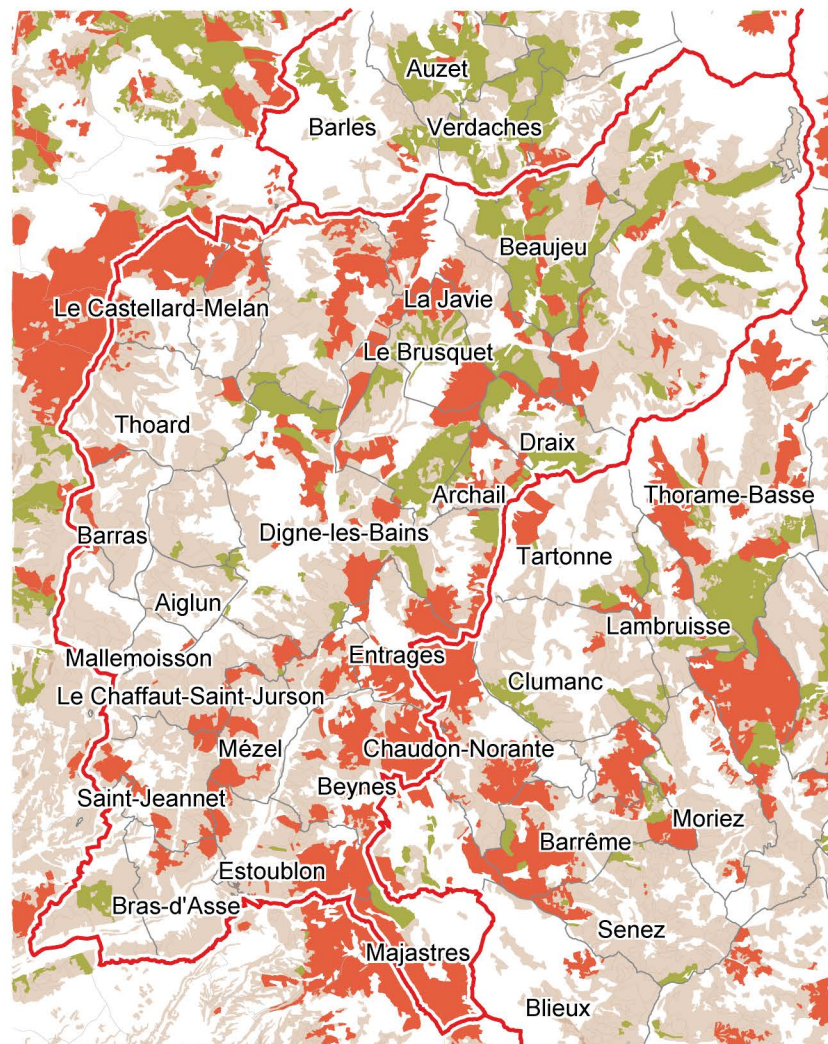 Auzet
Barles
Verdaches
Beaujeu
Le Castellard-Melan
La Javie
Le Brusquet
Thoard
Draix
Archail
Thorame-Basse
Barras
Digne-les-Bains
Tartonne
Aiglun
Lambruisse
Mallemoisson
Entrages
Clumanc
Le Chaffaut-Saint-Jurson
Mézel
Chaudon-Norante
Beynes
Saint-Jeannet
Moriez
Barrême
Estoublon
Bras-d'Asse
Senez
Majastres
Blieux